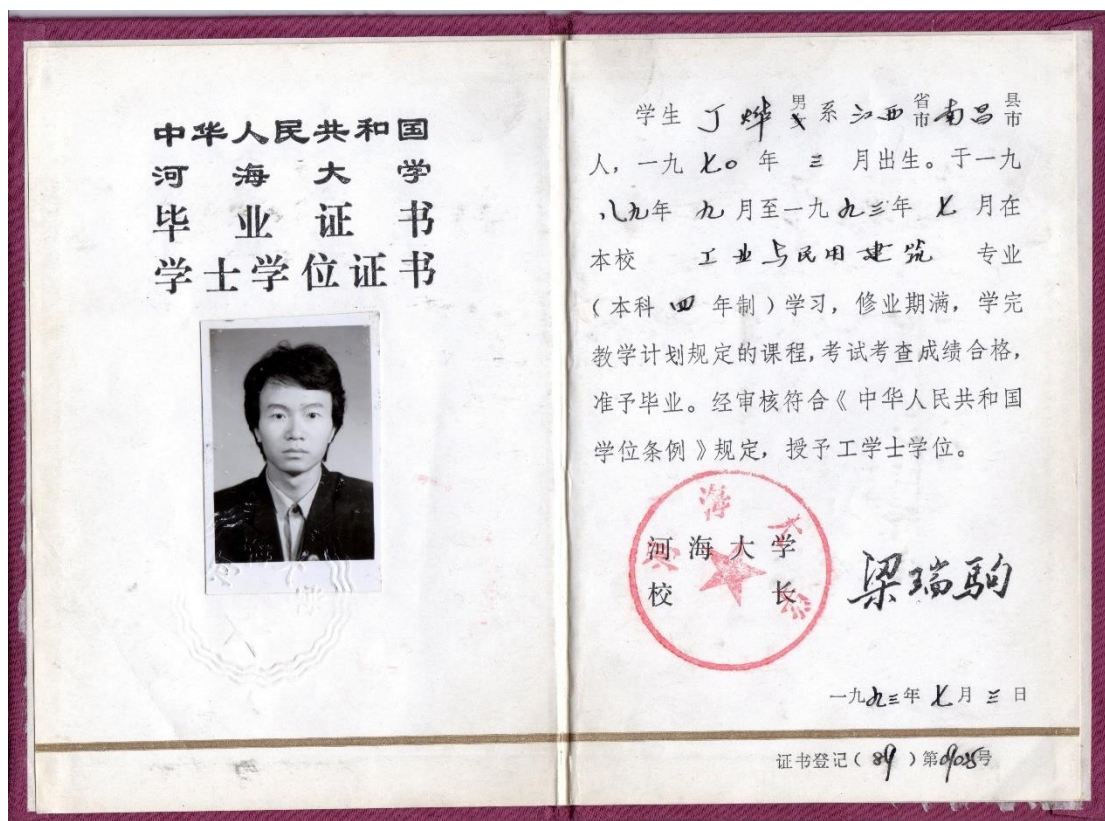 中华人民共和国
河海大学
毕业证书
学士学位证书
学生 丁烨 男 系 江西 省市 南昌 县市
人，一九七〇年 三 月出生。于一九
八九年 九 月至一九九三年 七 月在
本校 工业与民用建筑 专业
（本科 四 年制）学习，修业期满，学完
教学计划规定的课程，考试考查成绩合格，
准予毕业。经审核符合《中华人民共和国
学位条例》规定，授予工学士学位。
河海大学
河海大学
校长 梁瑞驹
一九九三年 七 月 三 日
证书登记（89）第 号